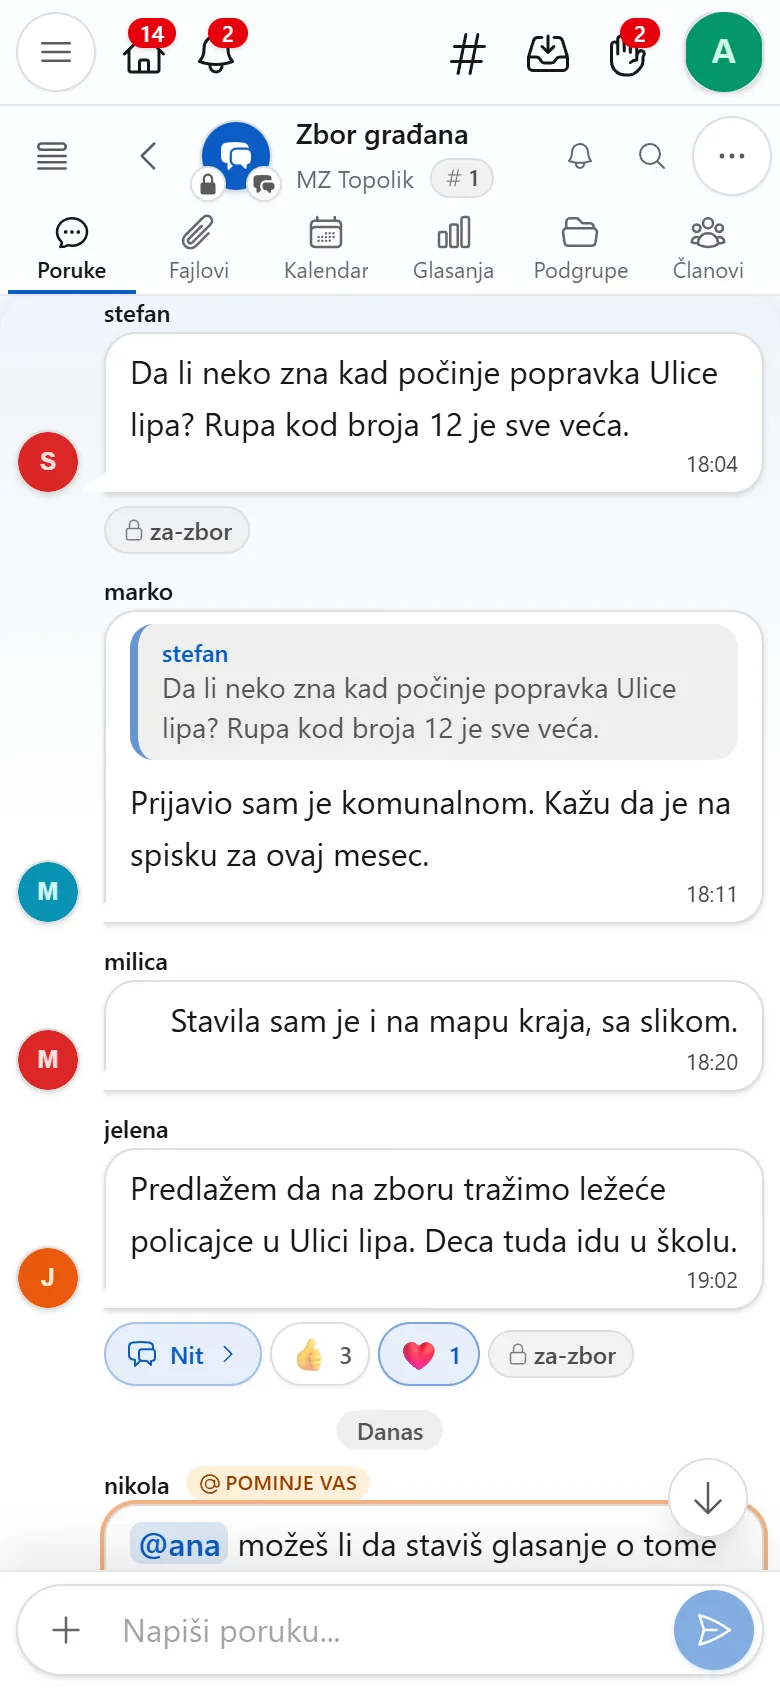 14
2
2
A
Zbor građana
MZ Topolik # 1
Poruke Fajlovi Kalendar Glasanja Podgrupe Članovi
stefan
Da li neko zna kad počinje popravka Ulice
lipa? Rupa kod broja 12 je sve veća.
S
18:04
za-zbor
marko
stefan
Da li neko zna kad počinje popravka Ulice
lipa? Rupa kod broja 12 je sve veća.
Prijavio sam je komunalnom. Kažu da je na
spisku za ovaj mesec.
M
18:11
milica
Stavila sam je i na mapu kraja, sa slikom.
M
18:20
jelena
Predlažem da na zboru tražimo ležeće
policajce u Ulici lipa. Deca tuda idu u školu.
J
19:02
Nit 3 1 za-zbor
Danas
nikola @ POMINJE VAS
@ana možeš li da staviš glasanje o tome
Napiši poruku...